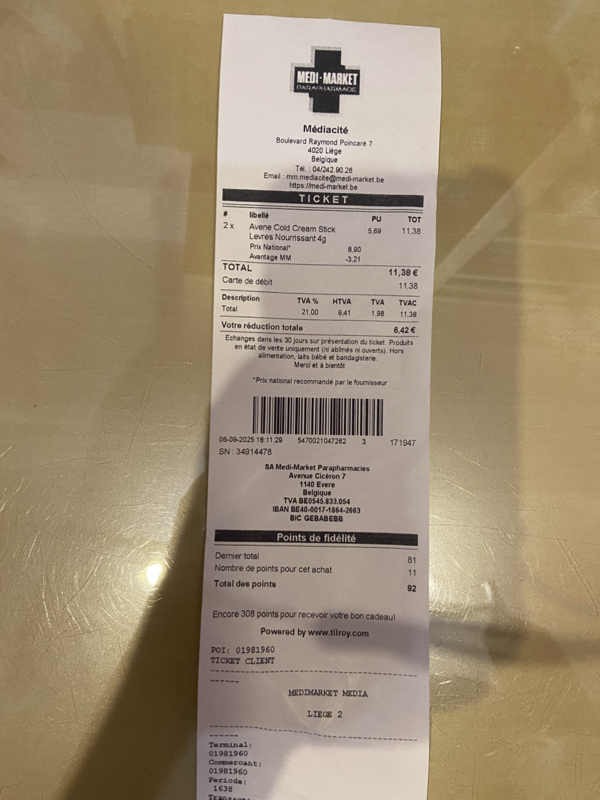 MEDI-MARKET
PARAPHARMACIE
Médiacité
Boulevard Raymond Poincaré 7
4020 Liège
Belgique
Tél. : 04/242.90.26
Email : mm.mediacite@medi-market.be
https://medi-market.be
TICKET
# libellé PU TOT
2 x Avene Cold Cream Stick 5,69 11,38
Levres Nourrissant 4g
Prix National* 8,90
Avantage MM -3,21
TOTAL 11,38 €
Carte de débit 11,38
Description TVA % HTVA TVA TVAC
Total 21,00 9,41 1,98 11,38
Votre réduction totale 6,42 €
Echanges dans les 30 jours sur présentation du ticket. Produits
en état de vente uniquement (ni abîmés ni ouverts). Hors
alimentation, laits bébé et bandagisterie.
Merci et à bientôt
*Prix national recommandé par le fournisseur
06-09-2025 18:11:29 5470021047262 3 171947
SN : 34914478
SA Medi-Market Parapharmacies
Avenue Cicéron 7
1140 Evere
Belgique
TVA BE0545.833.054
IBAN BE40-0017-1864-2663
BIC GEBABEBB
Points de fidélité
Dernier total 81
Nombre de points pour cet achat 11
Total des points 92
Encore 308 points pour recevoir votre bon cadeau!
Powered by www.tilroy.com
POI: 01981960
TICKET CLIENT
MEDIMARKET MEDIA
LIEGE 2
Terminal:
01981960
Commercant:
01981960
Periode:
1638